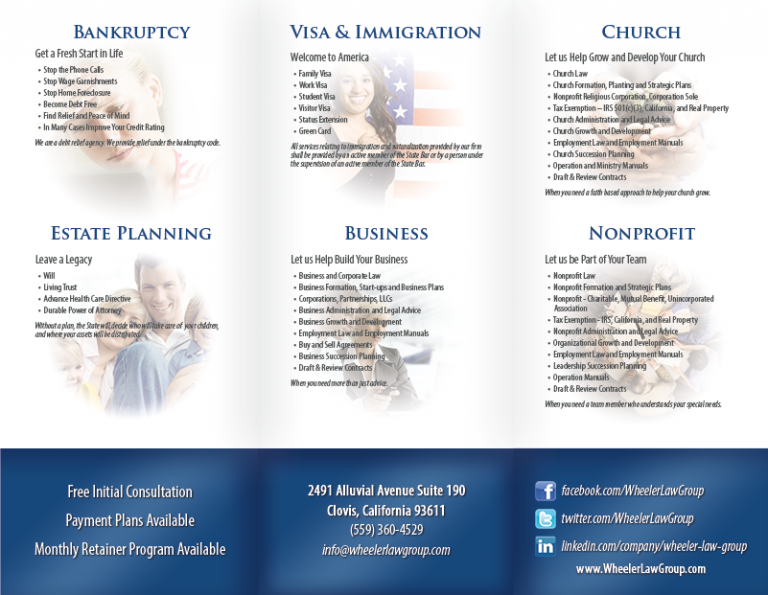 BANKRUPTCY
Get a Fresh Start in Life
• Stop the Phone Calls
• Stop Wage Garnishments
• Stop Home Foreclosure
• Become Debt Free
• Find Relief and Peace of Mind
• In Many Cases Improve Your Credit Rating
We are a debt relief agency. We provide relief under the bankruptcy code.
VISA & IMMIGRATION
Welcome to America
• Family Visa
• Work Visa
• Student Visa
• Visitor Visa
• Status Extension
• Green Card
All services relating to immigration and naturalization provided by our firm
shall be provided by an active member of the State Bar or by a person under
the supervision of an active member of the State Bar.
CHURCH
Let us Help Grow and Develop Your Church
• Church Law
• Church Formation, Planting and Strategic Plans
• Nonprofit Religious Corporation, Corporation Sole
• Tax Exemption – IRS 501(c)(3), California, and Real Property
• Church Administration and Legal Advice
• Church Growth and Development
• Employment Law and Employment Manuals
• Church Succession Planning
• Operation and Ministry Manuals
• Draft & Review Contracts
When you need a faith based approach to help your church grow.
ESTATE PLANNING
Leave a Legacy
• Will
• Living Trust
• Advance Health Care Directive
• Durable Power of Attorney
Without a plan, the State will decide who will take care of your children,
and where your assets will be distributed.
BUSINESS
Let us Help Build Your Business
• Business and Corporate Law
• Business Formation, Start-ups and Business Plans
• Corporations, Partnerships, LLCs
• Business Administration and Legal Advice
• Business Growth and Development
• Employment Law and Employment Manuals
• Buy and Sell Agreements
• Business Succession Planning
• Draft & Review Contracts
When you need more than just advice.
NONPROFIT
Let us be Part of Your Team
• Nonprofit Law
• Nonprofit Formation and Strategic Plans
• Nonprofit - Charitable, Mutual Benefit, Unincorporated
Association
• Tax Exemption - IRS, California, and Real Property
• Nonprofit Administration and Legal Advice
• Organizational Growth and Development
• Employment Law and Employment Manuals
• Leadership Succession Planning
• Operation Manuals
• Draft & Review Contracts
When you need a team member who understands your special needs.
Free Initial Consultation
Payment Plans Available
Monthly Retainer Program Available
2491 Alluvial Avenue Suite 190
Clovis, California 93611
(559) 360-4529
info@wheelerlawgroup.com
f facebook.com/WheelerLawGroup
t twitter.com/WheelerLawGroup
in linkedin.com/company/wheeler-law-group
www.WheelerLawGroup.com